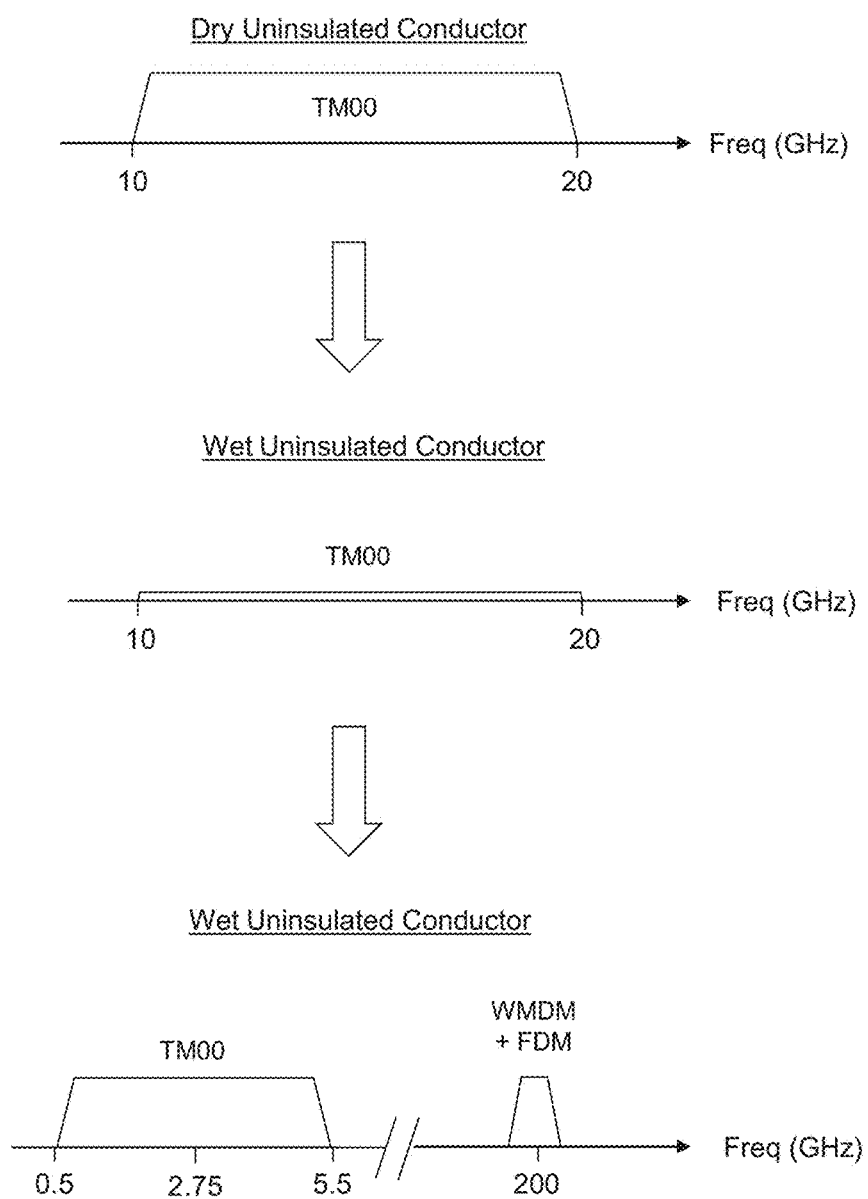 Dry Uninsulated Conductor
TM00
Freq (GHz)
10
20
Wet Uninsulated Conductor
TM00
Freq (GHz)
10
20
Wet Uninsulated Conductor
WMDM
+ FDM
TM00
Freq (GHz)
0.5
2.75
5.5
200